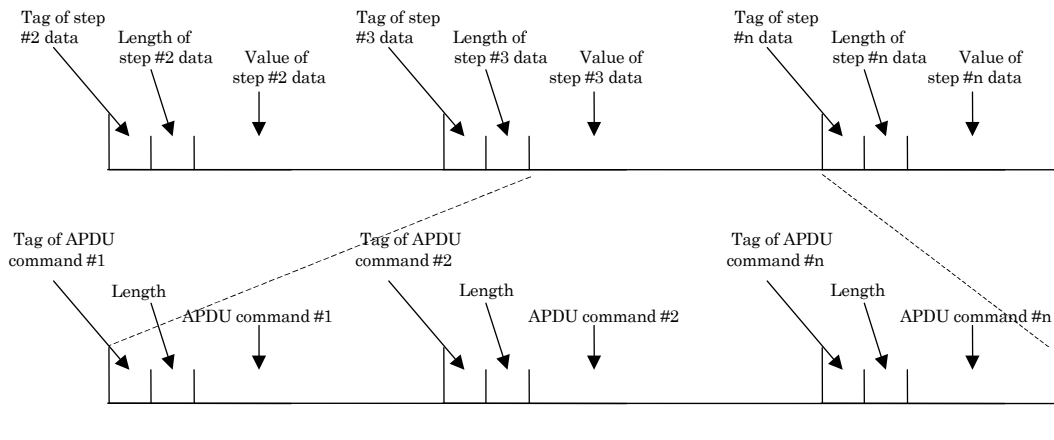 Tag of step
#2 data
Length of
step #2 data
Value of
step #2 data
Tag of step
#3 data
Length of
step #3 data
Value of
step #3 data
Tag of step
#n data
Length of
step #n data
Value of
step #n data
Tag of APDU
command #1
Length
APDU command #1
Tag of APDU
command #2
Length
APDU command #2
Tag of APDU
command #n
Length
APDU command #n